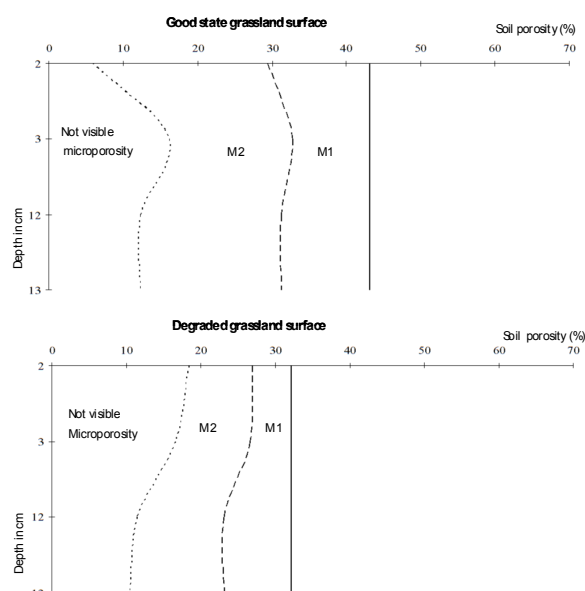 Good state grassland surface
Soil porosity (%)
0 10 20 30 40 50 60 70
2
Not visible
microporosity
M2
M1
3
12
13
Depth in cm
Degraded grassland surface
Soil porosity (%)
0 10 20 30 40 50 60 70
2
Not visible
Microporosity
M2
M1
3
12
Depth in cm